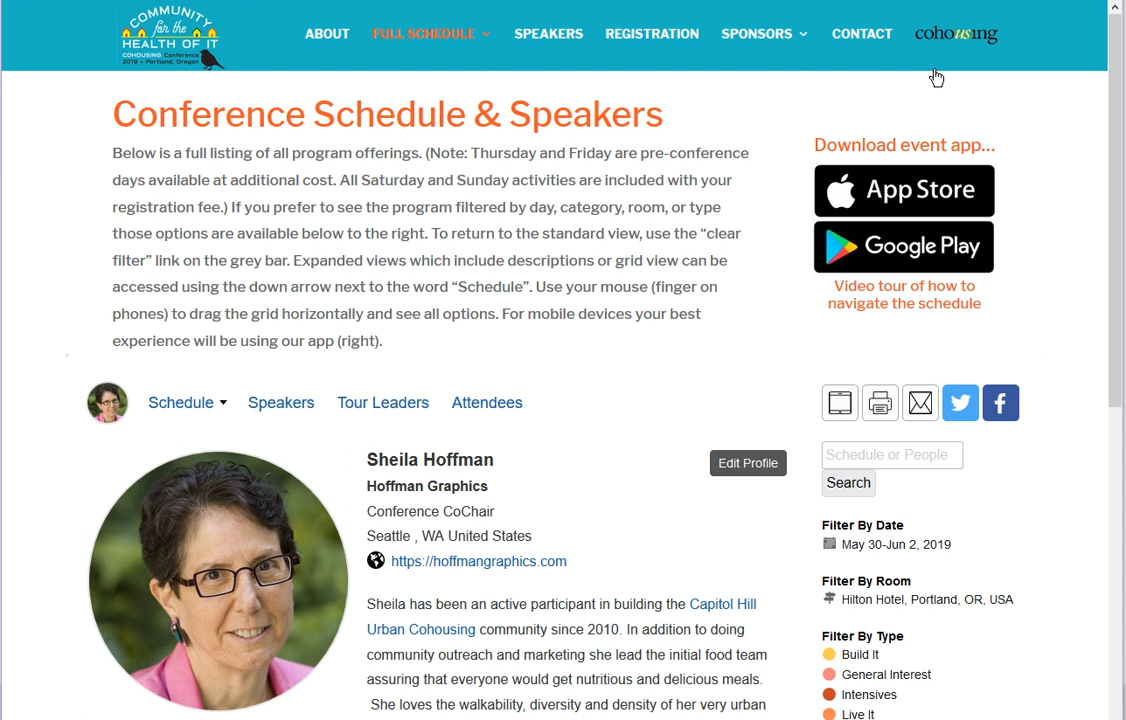 COMMUNITY
for the
HEALTH OF IT
COHOUSING Conference
2019 • Portland, Oregon
ABOUT
FULL SCHEDULE
SPEAKERS
REGISTRATION
SPONSORS
CONTACT
cohousing
Conference Schedule & Speakers
Below is a full listing of all program offerings. (Note: Thursday and Friday are pre-conference
days available at additional cost. All Saturday and Sunday activities are included with your
registration fee.) If you prefer to see the program filtered by day, category, room, or type
those options are available below to the right. To return to the standard view, use the “clear
filter” link on the grey bar. Expanded views which include descriptions or grid view can be
accessed using the down arrow next to the word “Schedule”. Use your mouse (finger on
phones) to drag the grid horizontally and see all options. For mobile devices your best
experience will be using our app (right).
Download event app...
App Store
Google Play
Video tour of how to
navigate the schedule
Schedule
Speakers
Tour Leaders
Attendees
Sheila Hoffman
Edit Profile
Hoffman Graphics
Conference CoChair
Seattle , WA United States
https://hoffmangraphics.com
Sheila has been an active participant in building the Capitol Hill
Urban Cohousing community since 2010. In addition to doing
community outreach and marketing she lead the initial food team
assuring that everyone would get nutritious and delicious meals.
She loves the walkability, diversity and density of her very urban
Schedule or People
Search
Filter By Date
May 30-Jun 2, 2019
Filter By Room
Hilton Hotel, Portland, OR, USA
Filter By Type
Build It
General Interest
Intensives
Live It